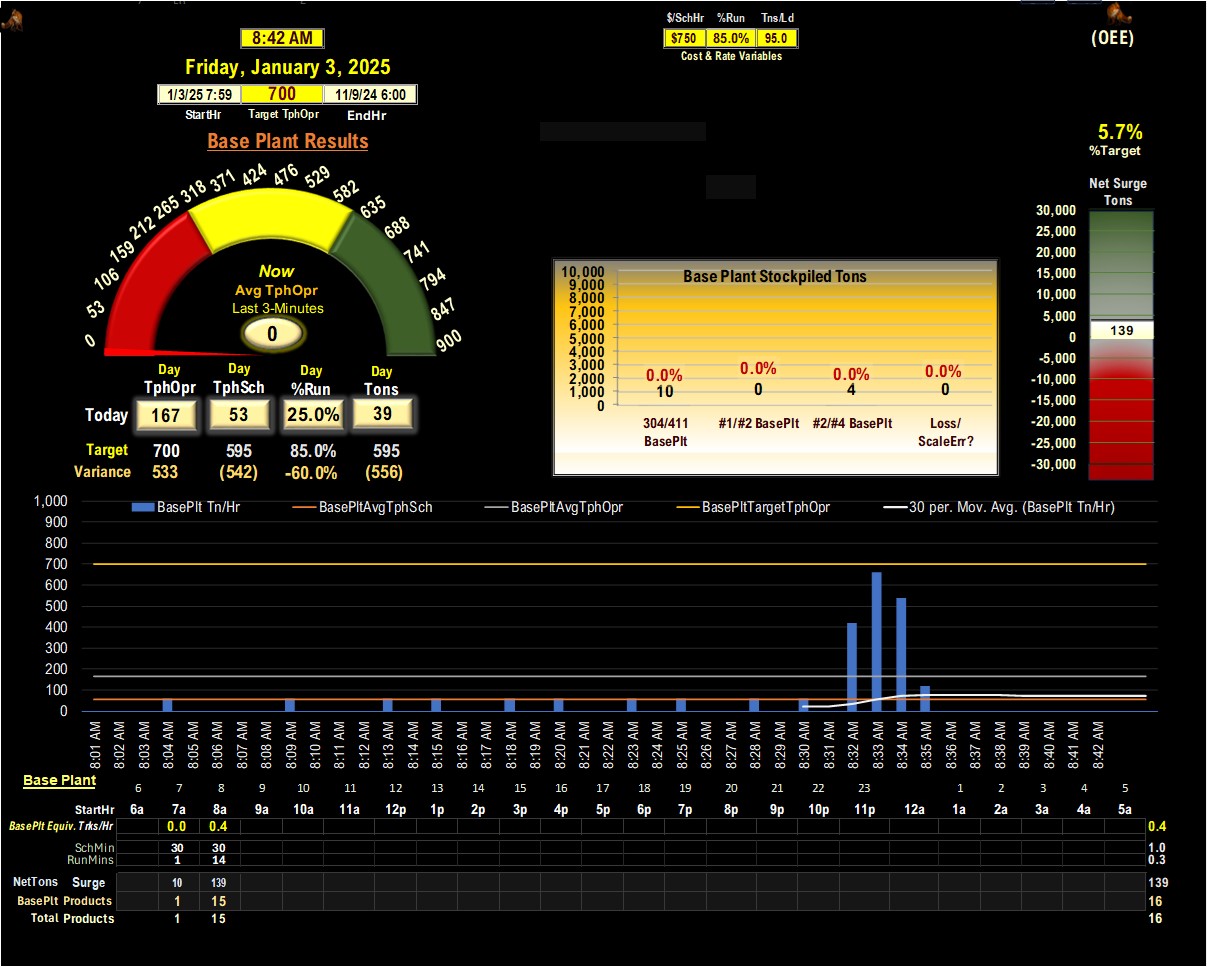 $/SchHr %Run Tns/Ld
8:42 AM
$750 85.0% 95.0
(OEE)
Cost & Rate Variables
Friday, January 3, 2025
1/3/25 7:59 700 11/9/24 6:00
StartHr Target TphOpr EndHr
Base Plant Results
5.7%
%Target
Net Surge
Tons
0 53 106 159 212 265 318 371 424 476 529 582 635 688 741 794 847 900
Now
Avg TphOpr
Last 3-Minutes
0
30,000
25,000
20,000
15,000
10,000
5,000
139
0
-5,000
-10,000
-15,000
-20,000
-25,000
-30,000
Base Plant Stockpiled Tons
10,000
9,000
8,000
7,000
6,000
5,000
4,000
3,000
2,000
1,000
0
0.0% 0.0% 0.0% 0.0%
10 0 4 0
304/411 BasePlt
#1/#2 BasePlt
#2/#4 BasePlt
Loss/ ScaleErr?
Day Day Day Day
TphOpr TphSch %Run Tons
Today 167 53 25.0% 39
Target 700 595 85.0% 595
Variance 533 (542) -60.0% (556)
BasePlt Tn/Hr BasePltAvgTphSch BasePltAvgTphOpr BasePltTargetTphOpr 30 per. Mov. Avg. (BasePlt Tn/Hr)
1,000
900
800
700
600
500
400
300
200
100
0
8:01 AM 8:02 AM 8:03 AM 8:04 AM 8:05 AM 8:06 AM 8:07 AM 8:08 AM 8:09 AM 8:10 AM 8:11 AM 8:12 AM 8:13 AM 8:14 AM 8:15 AM 8:16 AM 8:17 AM 8:18 AM 8:19 AM 8:20 AM 8:21 AM 8:22 AM 8:23 AM 8:24 AM 8:25 AM 8:26 AM 8:27 AM 8:28 AM 8:29 AM 8:30 AM 8:31 AM 8:32 AM 8:33 AM 8:34 AM 8:35 AM 8:36 AM 8:37 AM 8:38 AM 8:39 AM 8:40 AM 8:41 AM 8:42 AM
Base Plant
6 7 8 9 10 11 12 13 14 15 16 17 18 19 20 21 22 23 1 2 3 4 5
StartHr 6a 7a 8a 9a 10a 11a 12p 1p 2p 3p 4p 5p 6p 7p 8p 9p 10p 11p 12a 1a 2a 3a 4a 5a
BasePlt Equiv. Trks/Hr 0.0 0.4 0.4
SchMin 30 30 1.0
RunMins 1 14 0.3
NetTons Surge 10 139 139
BasePlt Products 1 15 16
Total Products 1 15 16